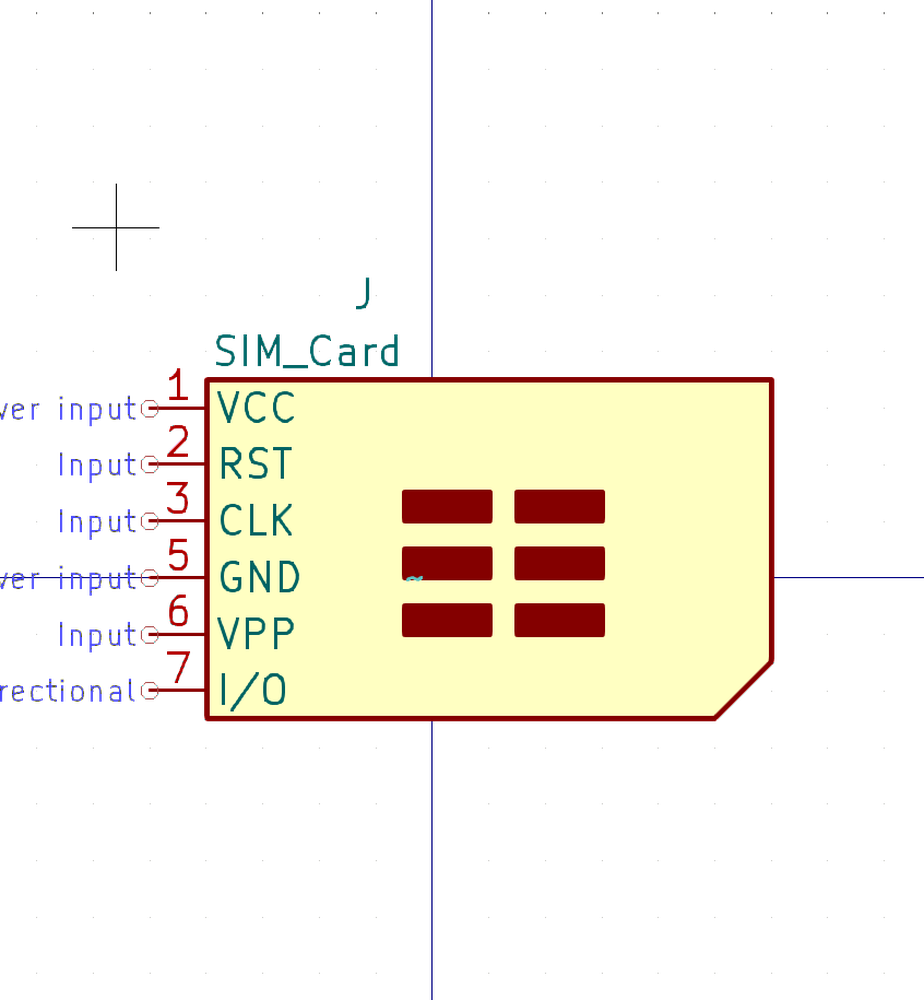 J
SIM_Card
1
ver input VCC
2
Input RST
3
Input CLK
5
ver input GND
6
Input VPP
7
rectional I/O